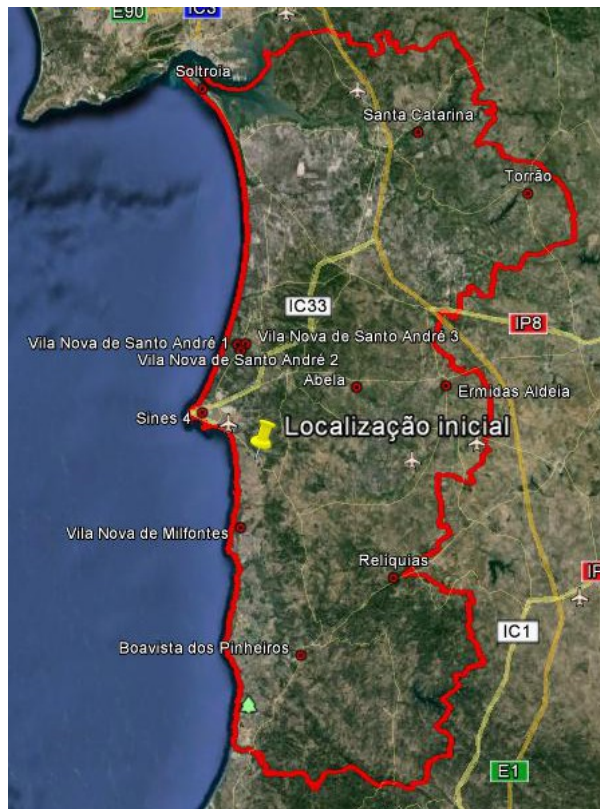 E90
IC3
Soltroia
Santa Catarina
Torrão
IC33
IP8
Vila Nova de Santo André 1
Vila Nova de Santo André 3
Vila Nova de Santo André 2
Abela
Ermidas Aldeia
Sines 4
Localização inicial
Vila Nova de Milfontes
Relíquias
IP
IC1
Boavista dos Pinheiros
E1